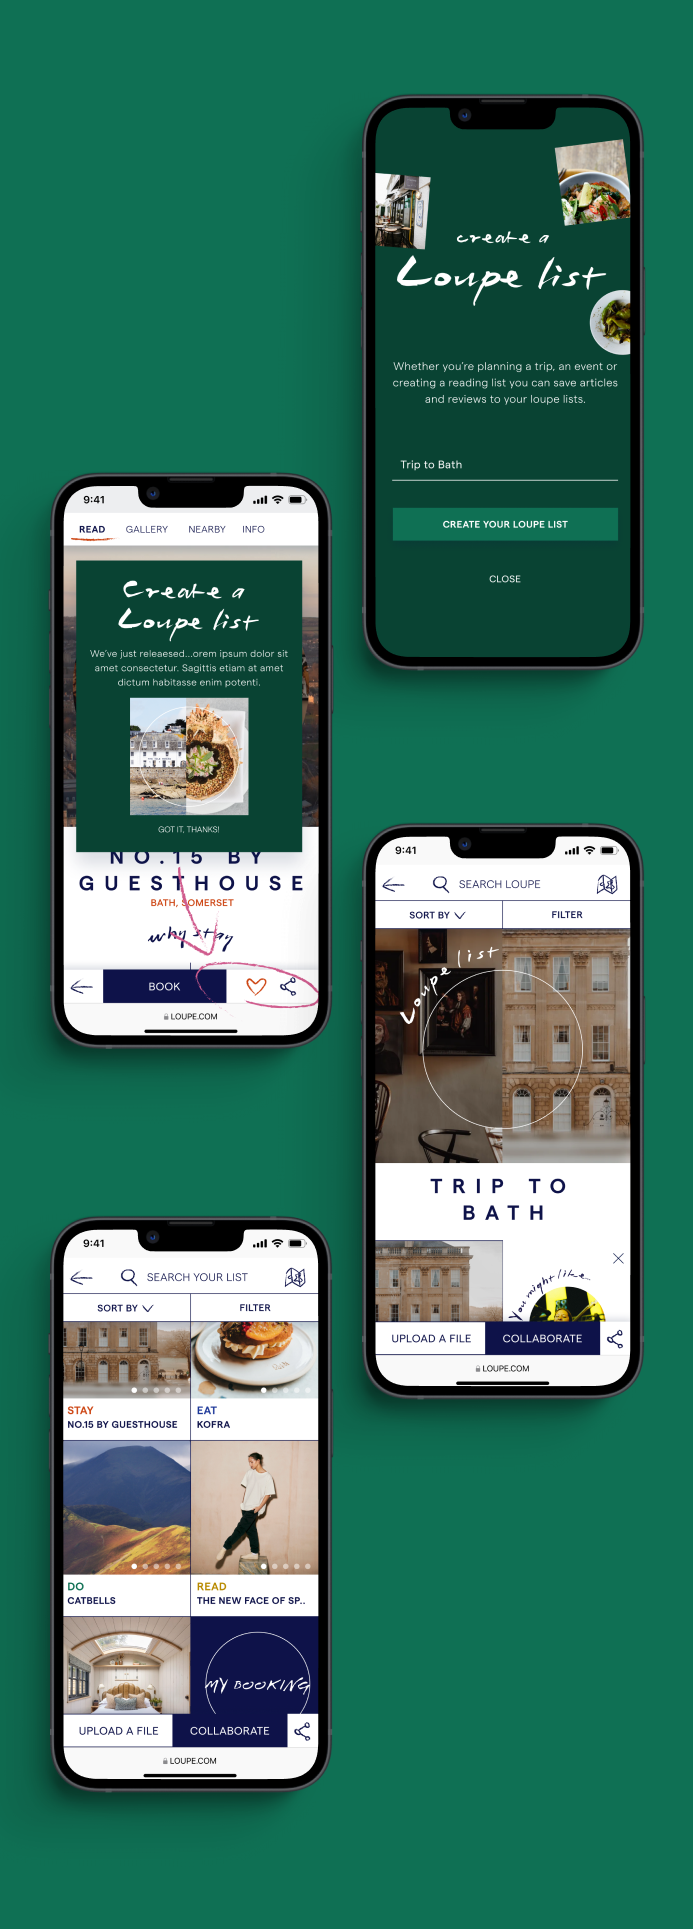 create a
Loupe list
Whether you're planning a trip, an event or
creating a reading list you can save articles
and reviews to your loupe lists.
Trip to Bath
CREATE YOUR LOUPE LIST
CLOSE
9:41
READ GALLERY NEARBY INFO
Create a
Loupe list
We've just releaesed...orem ipsum dolor sit
amet consectetur. Sagittis etiam at amet
dictum habitasse enim potenti.
GOT IT, THANKS!
NO.15 BY
GUESTHOUSE
BATH, SOMERSET
why stay
BOOK
LOUPE.COM
9:41
SEARCH LOUPE
SORT BY FILTER
Loupe list
TRIP TO
BATH
You might like
UPLOAD A FILE COLLABORATE
LOUPE.COM
9:41
SEARCH YOUR LIST
SORT BY FILTER
STAY
NO.15 BY GUESTHOUSE
EAT
KOFRA
DO
CATBELLS
READ
THE NEW FACE OF SP..
MY BOOKING
UPLOAD A FILE COLLABORATE
LOUPE.COM